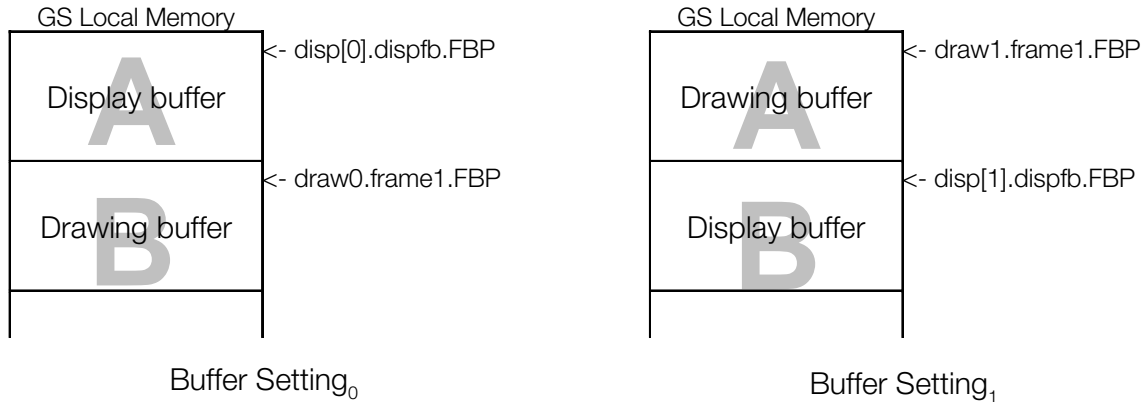 GS Local Memory
<- disp[0].dispfb.FBP
A
Display buffer
<- draw0.frame1.FBP
B
Drawing buffer
Buffer Setting₀
GS Local Memory
<- draw1.frame1.FBP
A
Drawing buffer
<- disp[1].dispfb.FBP
B
Display buffer
Buffer Setting₁